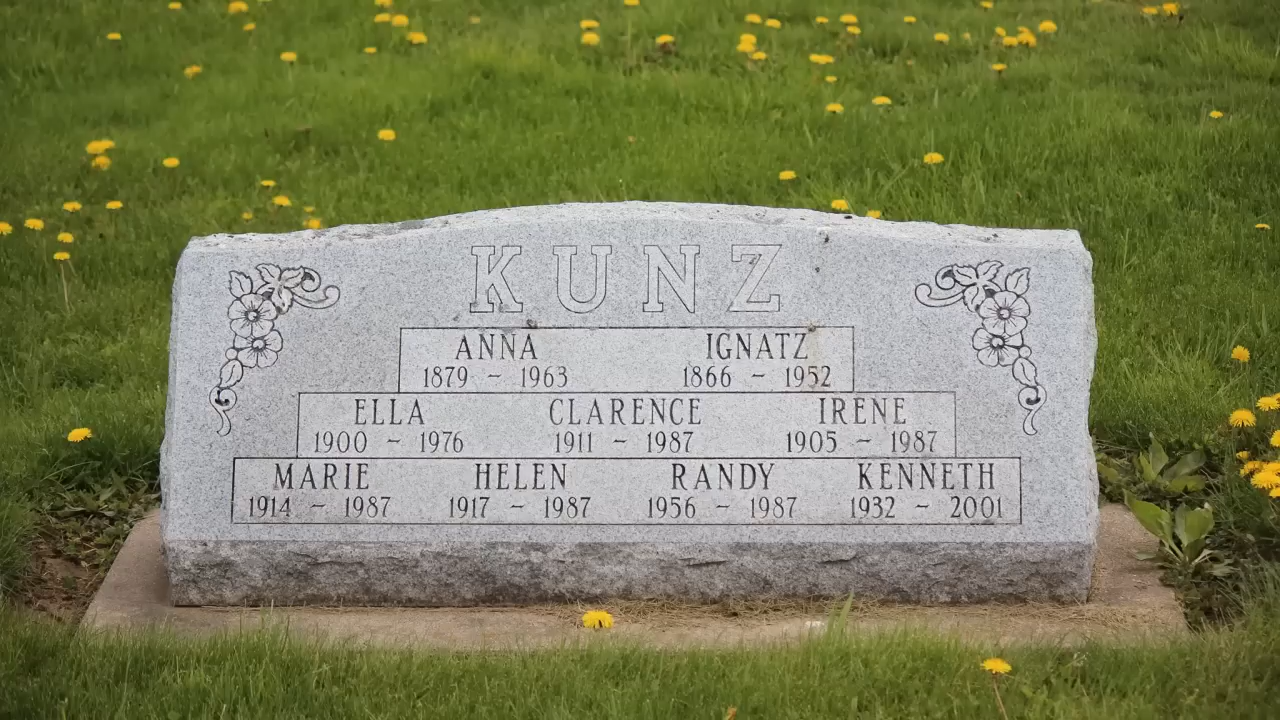 KUNZ
ANNA IGNATZ
1879 ~ 1963 1866 ~ 1952
ELLA CLARENCE IRENE
1900 ~ 1976 1911 ~ 1987 1905 ~ 1987
MARIE HELEN RANDY KENNETH
1914 ~ 1987 1917 ~ 1987 1956 ~ 1987 1932 ~ 2001